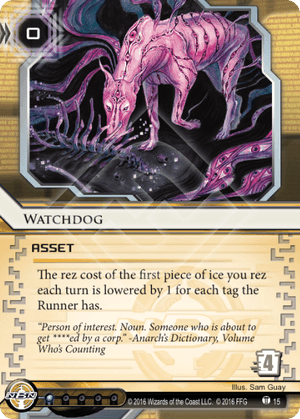 0
WATCHDOG
ASSET
The rez cost of the first piece of ice you rez
each turn is lowered by 1 for each tag the
Runner has.
“Person of interest. Noun. Someone who is about to
get ****ed by a corp.” -Anarch’s Dictionary, Volume
Who’s Counting
4
Illus. Sam Guay
NBN
© 2016 Wizards of the Coast LLC. © 2016 FFG
15